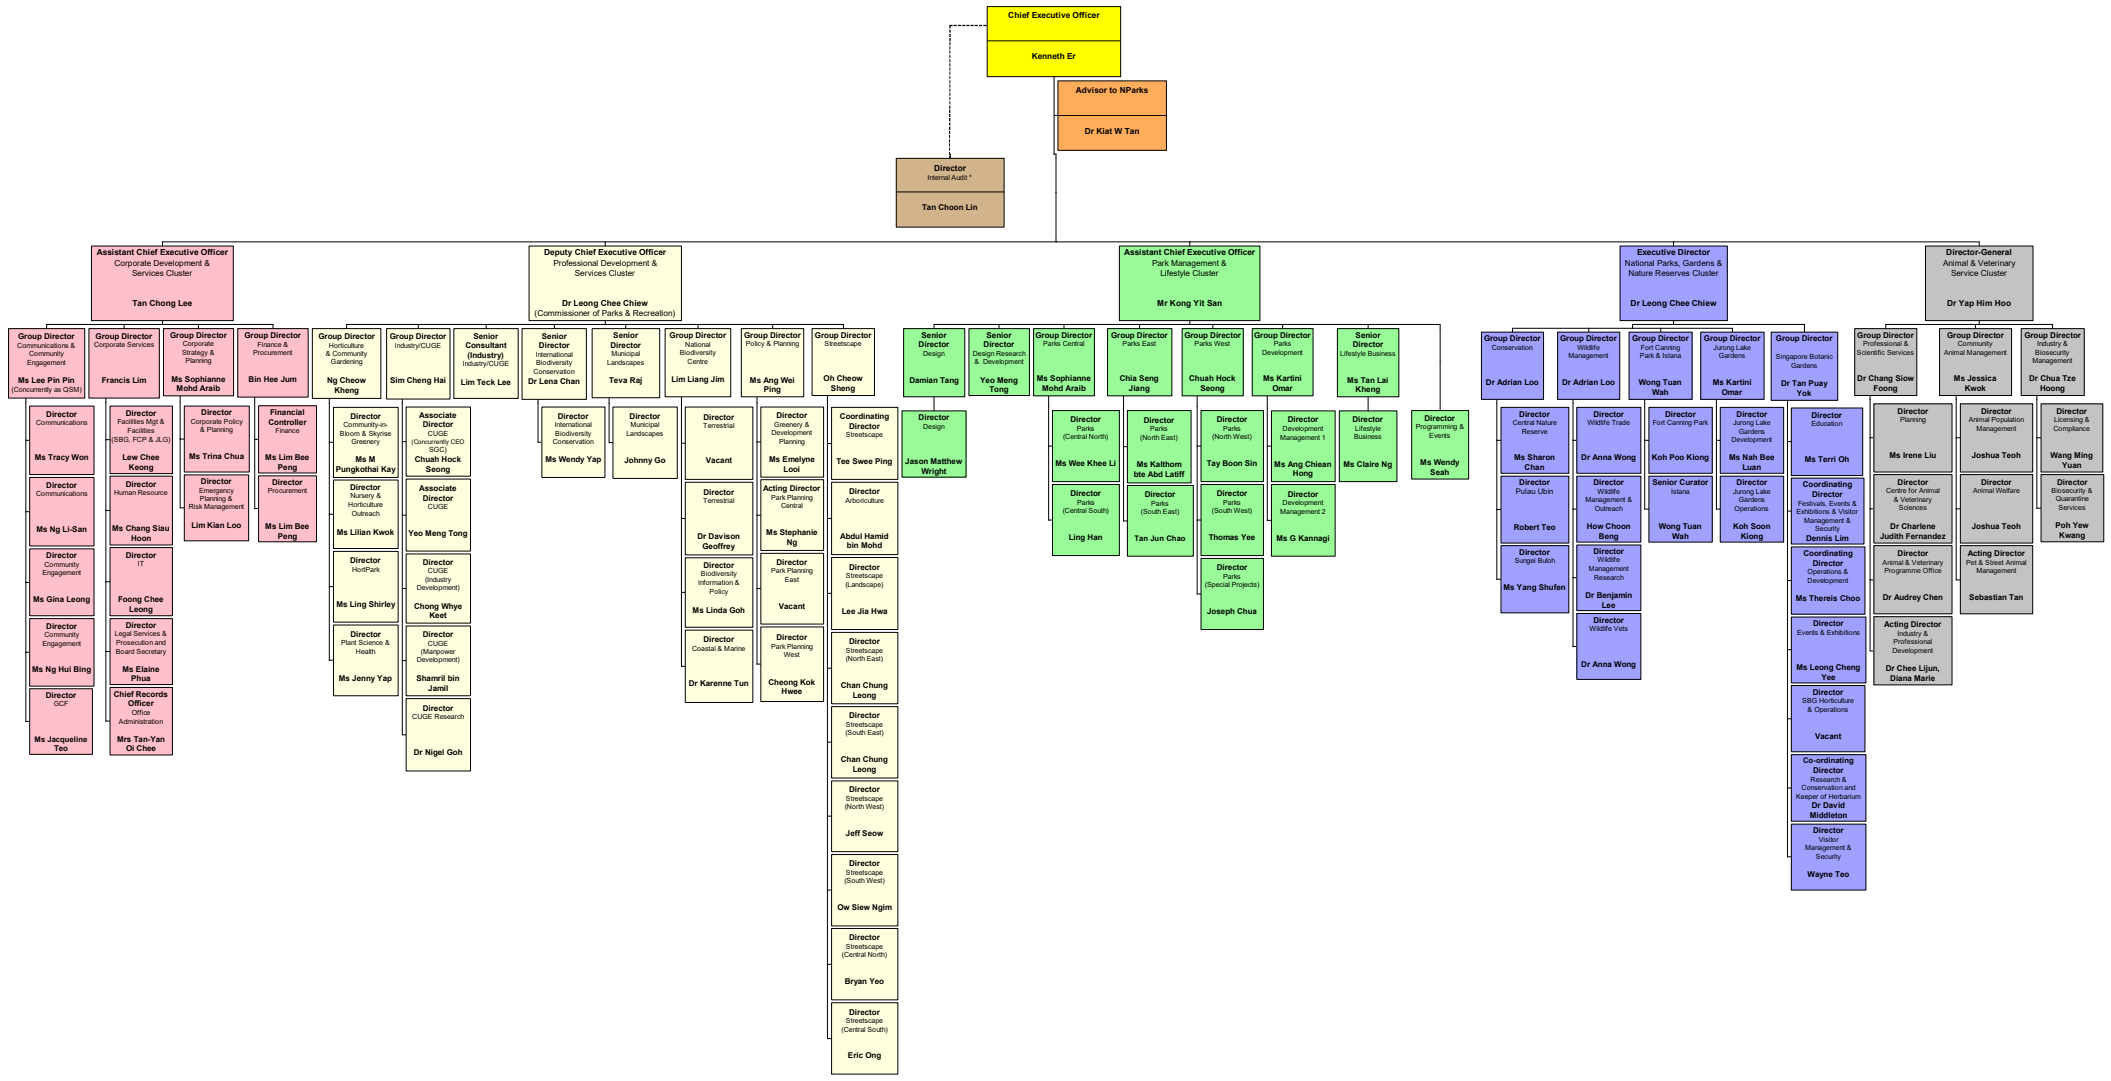 Chief Executive Officer
Kenneth Er
Advisor to NParks
Dr Kiat W Tan
Director
Internal Audit *
Tan Choon Lin
Assistant Chief Executive Officer
Corporate Development &
Services Cluster
Tan Chong Lee
Deputy Chief Executive Officer
Professional Development &
Services Cluster
Dr Leong Chee Chiew
(Commissioner of Parks & Recreation)
Assistant Chief Executive Officer
Park Management &
Lifestyle Cluster
Mr Kong Yit San
Executive Director
National Parks, Gardens &
Nature Reserves Cluster
Dr Leong Chee Chiew
Director-General
Animal & Veterinary
Service Cluster
Dr Yap Him Hoo
Group Director
Communications &
Community
Engagement
Ms Lee Pin Pin
(Concurrently as QSM)
Director
Communications
Ms Tracy Won
Director
Communications
Ms Ng Li-San
Director
Community
Engagement
Ms Gina Leong
Director
Community
Engagement
Ms Ng Hui Bing
Director
GCF
Ms Jacqueline
Teo
Group Director
Corporate Services
Francis Lim
Director
Facilities Mgt &
Facilities
(SBG, FCP & JLG)
Lew Chee
Keong
Director
Human Resource
Ms Chang Siau
Hoon
Director
IT
Foong Chee
Leong
Director
Legal Services &
Prosecution and
Board Secretary
Ms Elaine
Phua
Chief Records
Officer
Office
Administration
Mrs Tan-Yan
Oi Chee
Group Director
Corporate
Strategy &
Planning
Ms Sophianne
Mohd Araib
Director
Corporate Policy
& Planning
Ms Trina Chua
Director
Emergency
Planning &
Risk Management
Lim Kian Loo
Group Director
Finance &
Procurement
Bin Hee Jum
Financial
Controller
Finance
Ms Lim Bee
Peng
Director
Procurement
Ms Lim Bee
Peng
Group Director
Horticulture
& Community
Gardening
Ng Cheow
Kheng
Director
Community-in-
Bloom & Skyrise
Greenery
Ms M
Pungkothai Kay
Director
Nursery &
Horticulture
Outreach
Ms Lilian Kwok
Director
HortPark
Ms Ling Shirley
Director
Plant Science &
Health
Ms Jenny Yap
Group Director
Industry/CUGE
Sim Cheng Hai
Associate
Director
CUGE
(Concurrently CEO
SGC)
Chuah Hock
Seong
Associate
Director
CUGE
Yeo Meng Tong
Director
CUGE
(Industry
Development)
Chong Whye
Keet
Director
CUGE
(Manpower
Development)
Shamril bin
Jamil
Director
CUGE Research
Dr Nigel Goh
Senior
Consultant
(Industry)
Industry/CUGE
Lim Teck Lee
Senior
Director
International
Biodiversity
Conservation
Dr Lena Chan
Director
International
Biodiversity
Conservation
Ms Wendy Yap
Senior
Director
Municipal
Landscapes
Teva Raj
Director
Municipal
Landscapes
Johnny Go
Group Director
National
Biodiversity
Centre
Lim Liang Jim
Director
Terrestrial
Vacant
Director
Terrestrial
Dr Davison
Geoffrey
Director
Biodiversity
Information &
Policy
Ms Linda Goh
Director
Coastal & Marine
Dr Karenne Tun
Group Director
Policy & Planning
Ms Ang Wei
Ping
Director
Greenery &
Development
Planning
Ms Emelyne
Looi
Acting Director
Park Planning
Central
Ms Stephanie
Ng
Director
Park Planning
East
Vacant
Director
Park Planning
West
Cheong Kok
Hwee
Group Director
Streetscape
Oh Cheow
Sheng
Coordinating
Director
Streetscape
Tee Swee Ping
Director
Arboriculture
Abdul Hamid
bin Mohd
Director
Streetscape
(Landscape)
Lee Jia Hwa
Director
Streetscape
(North East)
Chan Chung
Leong
Director
Streetscape
(South East)
Chan Chung
Leong
Director
Streetscape
(North West)
Jeff Seow
Director
Streetscape
(South West)
Ow Siew Ngim
Director
Streetscape
(Central North)
Bryan Yeo
Director
Streetscape
(Central South)
Eric Ong
Senior
Director
Design
Damian Tang
Director
Design
Jason Matthew
Wright
Senior
Director
Design Research
& Development
Yeo Meng
Tong
Group Director
Parks Central
Ms Sophianne
Mohd Araib
Director
Parks
(Central North)
Ms Wee Khee Li
Director
Parks
(Central South)
Ling Han
Group Director
Parks East
Chia Seng
Jiang
Director
Parks
(North East)
Ms Kalthom
bte Abd Latiff
Director
Parks
(South East)
Tan Jun Chao
Group Director
Parks West
Chuah Hock
Seong
Director
Parks
(North West)
Tay Boon Sin
Director
Parks
(South West)
Thomas Yee
Director
Parks
(Special Projects)
Joseph Chua
Group Director
Parks
Development
Ms Kartini
Omar
Director
Development
Management 1
Ms Ang Chiean
Hong
Director
Development
Management 2
Ms G Kannagi
Senior
Director
Lifestyle Business
Ms Tan Lai
Kheng
Director
Lifestyle
Business
Ms Claire Ng
Director
Programming &
Events
Ms Wendy
Seah
Group Director
Conservation
Dr Adrian Loo
Director
Central Nature
Reserve
Ms Sharon
Chan
Director
Pulau Ubin
Robert Teo
Director
Sungei Buloh
Ms Yang Shufen
Group Director
Wildlife
Management
Dr Adrian Loo
Director
Wildlife Trade
Dr Anna Wong
Director
Wildlife
Management &
Outreach
How Choon
Beng
Director
Wildlife
Management
Research
Dr Benjamin
Lee
Director
Wildlife Vets
Dr Anna Wong
Group Director
Fort Canning
Park & Istana
Wong Tuan
Wah
Director
Fort Canning Park
Koh Poo Kiong
Senior Curator
Istana
Wong Tuan
Wah
Group Director
Jurong Lake
Gardens
Ms Kartini
Omar
Director
Jurong Lake
Gardens
Development
Ms Nah Bee
Luan
Director
Jurong Lake
Gardens
Operations
Koh Soon
Kiong
Group Director
Singapore Botanic
Gardens
Dr Tan Puay
Yok
Director
Education
Ms Terri Oh
Coordinating
Director
Festivals, Events &
Exhibitions & Visitor
Management &
Security
Dennis Lim
Coordinating
Director
Operations &
Development
Ms Thereis Choo
Director
Events & Exhibitions
Ms Leong Cheng
Yee
Director
SBG Horticulture
& Operations
Vacant
Co-ordinating
Director
Research &
Conservation and
Keeper of Herbarium
Dr David
Middleton
Director
Visitor
Management &
Security
Wayne Teo
Group Director
Professional &
Scientific Services
Dr Chang Siow
Foong
Director
Planning
Ms Irene Liu
Director
Centre for Animal
& Veterinary
Sciences
Dr Charlene
Judith Fernandez
Director
Animal & Veterinary
Programme Office
Dr Audrey Chen
Acting Director
Industry &
Professional
Development
Dr Chee Lijun,
Diana Marie
Group Director
Community
Animal Management
Ms Jessica
Kwok
Director
Animal Population
Management
Joshua Teoh
Director
Animal Welfare
Joshua Teoh
Acting Director
Pet & Street Animal
Management
Sebastian Tan
Group Director
Industry &
Biosecurity
Management
Dr Chua Tze
Hoong
Director
Licensing &
Compliance
Wang Ming
Yuan
Director
Biosecurity &
Quarantine
Services
Poh Yew
Kwang